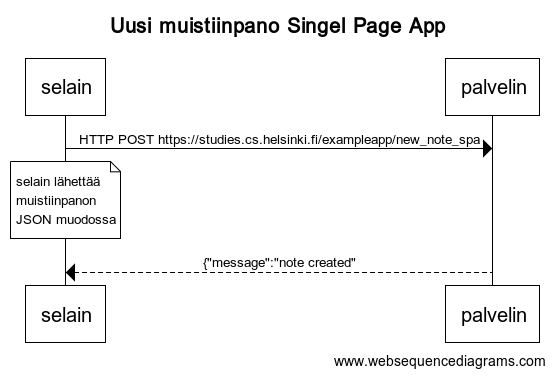 Uusi muistiinpano Singel Page App
selain
palvelin
HTTP POST https://studies.cs.helsinki.fi/exampleapp/new_note_spa
selain lähettää
muistiinpanon
JSON muodossa
{"message":"note created"
selain
palvelin
www.websequencediagrams.com